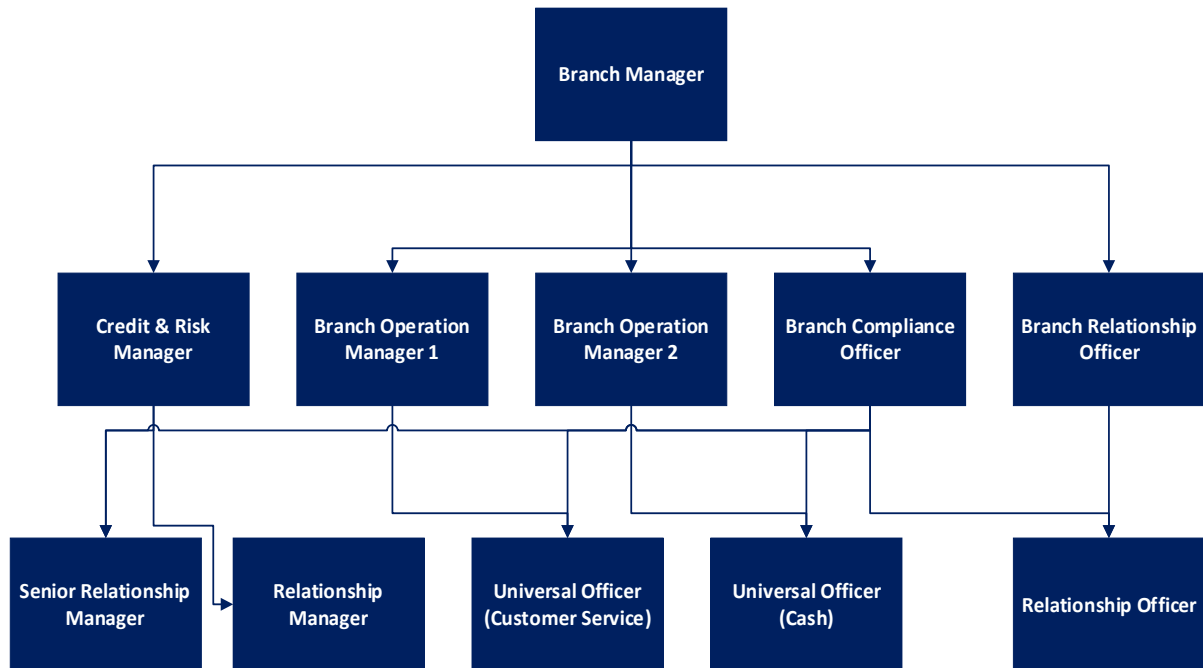 Branch Manager
Credit & Risk
Manager
Branch Operation
Manager 1
Branch Operation
Manager 2
Branch Compliance
Officer
Branch Relationship
Officer
Senior Relationship
Manager
Relationship
Manager
Universal Officer
(Customer Service)
Universal Officer
(Cash)
Relationship Officer